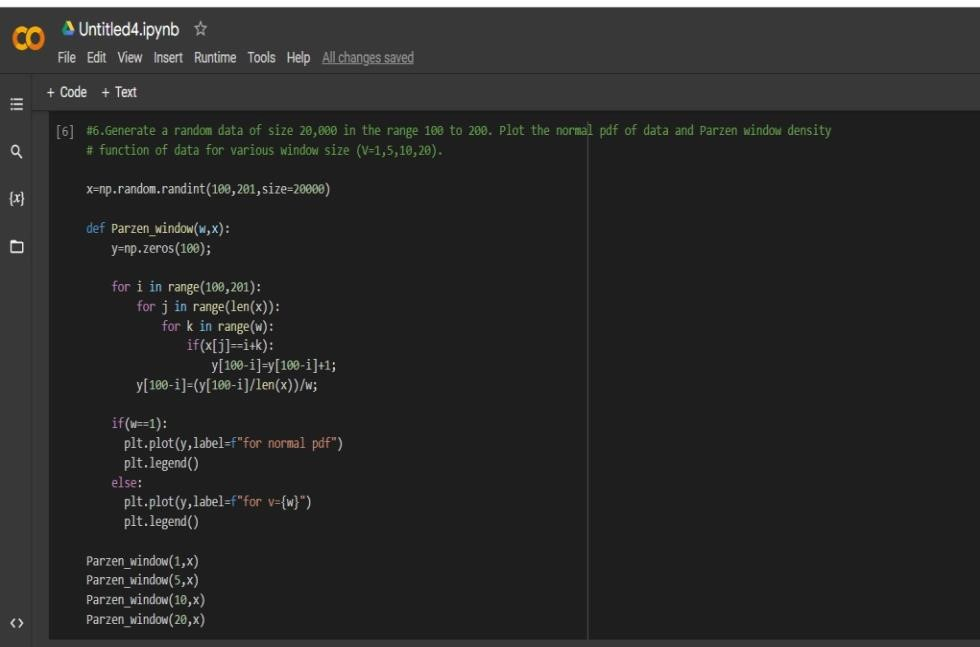 Untitled4.ipynb
File Edit View Insert Runtime Tools Help All changes saved
+ Code + Text
[6] #6.Generate a random data of size 20,000 in the range 100 to 200. Plot the normal pdf of data and Parzen window density
# function of data for various window size (V=1,5,10,20).
x=np.random.randint(100,201,size=20000)
def Parzen_window(w,x):
y=np.zeros(100);
for i in range(100,201):
for j in range(len(x)):
for k in range(w):
if(x[j]==i+k):
y[100-i]=y[100-i]+1;
y[100-i]=(y[100-i]/len(x))/w;
if(w==1):
plt.plot(y,label=f"for normal pdf")
plt.legend()
else:
plt.plot(y,label=f"for v={w}")
plt.legend()
Parzen_window(1,x)
Parzen_window(5,x)
Parzen_window(10,x)
Parzen_window(20,x)